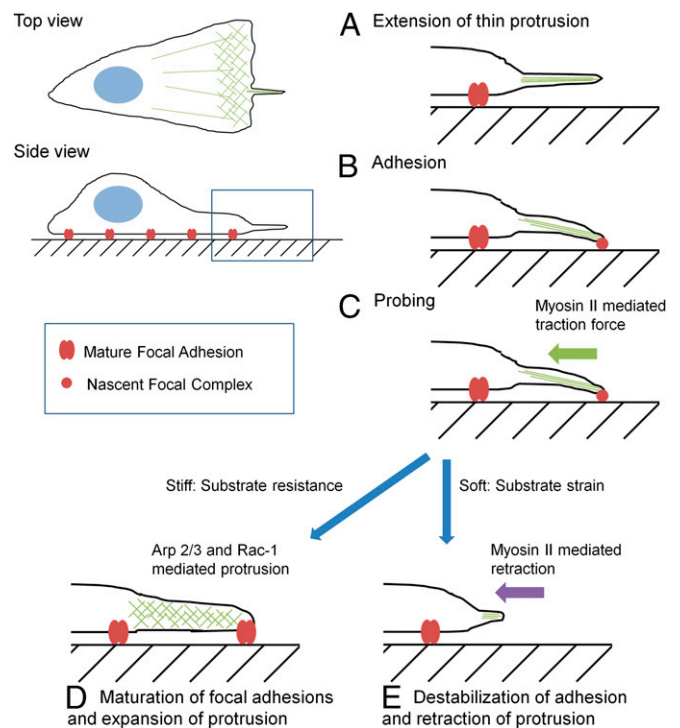 Top view
A Extension of thin protrusion
Side view
B Adhesion
C Probing
Myosin II mediated
traction force
Mature Focal Adhesion
Nascent Focal Complex
Stiff: Substrate resistance
Soft: Substrate strain
Arp 2/3 and Rac-1
mediated protrusion
Myosin II mediated
retraction
D Maturation of focal adhesions
and expansion of protrusion
E Destabilization of adhesion
and retraction of protrusion